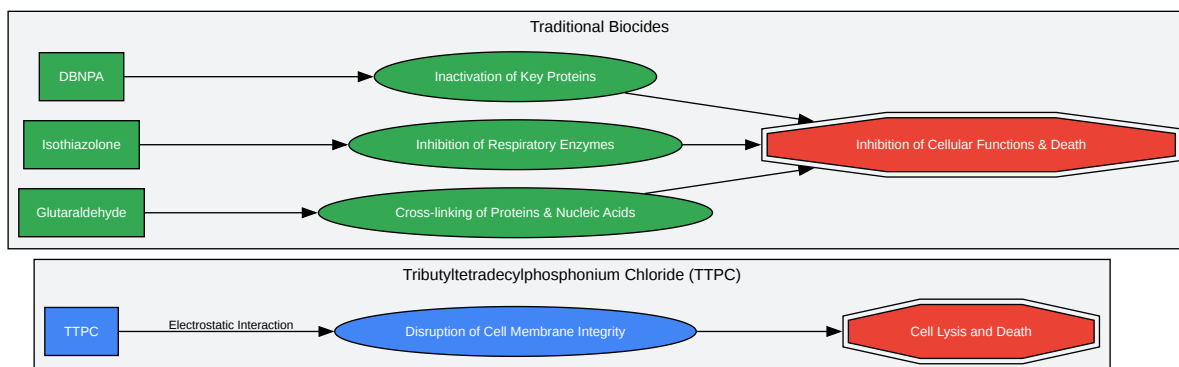 Traditional Biocides
DBNPA
Inactivation of Key Proteins
Isothiazolone
Inhibition of Respiratory Enzymes
Inhibition of Cellular Functions & Death
Glutaraldehyde
Cross-linking of Proteins & Nucleic Acids
Tributyltetradecylphosphonium Chloride (TTPC)
TTPC
Electrostatic Interaction
Disruption of Cell Membrane Integrity
Cell Lysis and Death